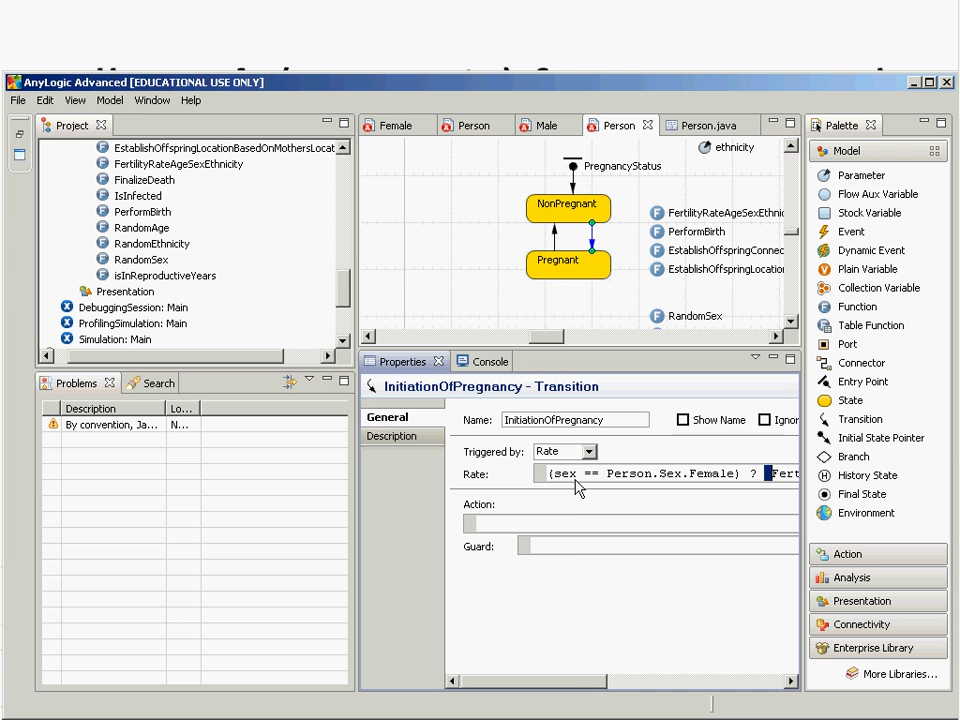 AnyLogic Advanced [EDUCATIONAL USE ONLY]
File Edit View Model Window Help
Project
EstablishOffspringLocationBasedOnMothersLocat
FertilityRateAgeSexEthnicity
FinalizeDeath
IsInfected
PerformBirth
RandomAge
RandomEthnicity
RandomSex
isInReproductiveYears
Presentation
DebuggingSession: Main
ProfilingSimulation: Main
Simulation: Main
Problems Search
Description Lo...
By convention, Ja... N...
Female Person Male Person Person.java
ethnicity
PregnancyStatus
NonPregnant
Pregnant
FertilityRateAgeSexEthnic
PerformBirth
EstablishOffspringConnec
EstablishOffspringLocatio
RandomSex
Properties Console
InitiationOfPregnancy - Transition
General
Description
Name: InitiationOfPregnancy Show Name Ignor
Triggered by: Rate
Rate: (sex == Person.Sex.Female) ? Fert
Action:
Guard:
Palette
Model
Parameter
Flow Aux Variable
Stock Variable
Event
Dynamic Event
Plain Variable
Collection Variable
Function
Table Function
Port
Connector
Entry Point
State
Transition
Initial State Pointer
Branch
History State
Final State
Environment
Action
Analysis
Presentation
Connectivity
Enterprise Library
More Libraries...